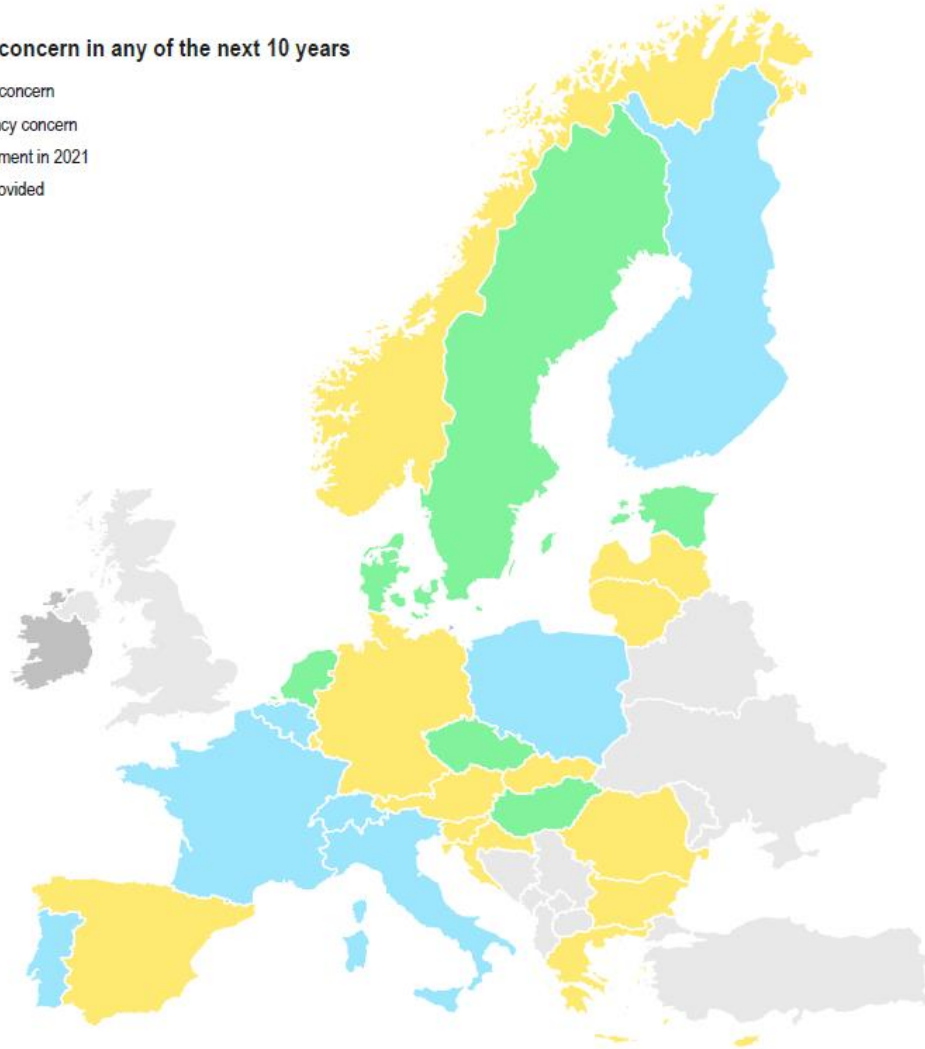 concern in any of the next 10 years
concern
cy concern
ment in 2021
ovided